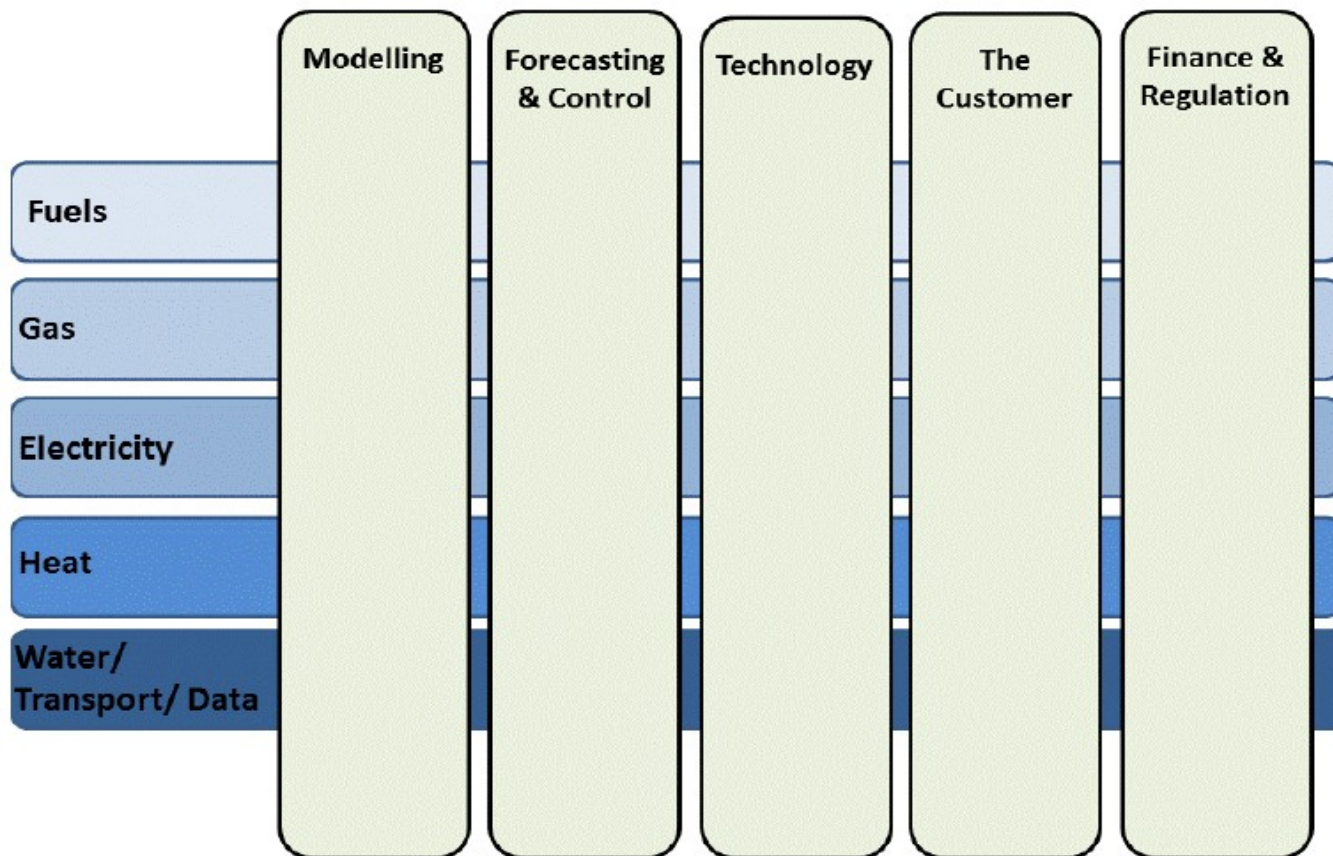 Modelling
Forecasting
& Control
Technology
The
Customer
Finance &
Regulation
Fuels
Gas
Electricity
Heat
Water/
Transport/ Data